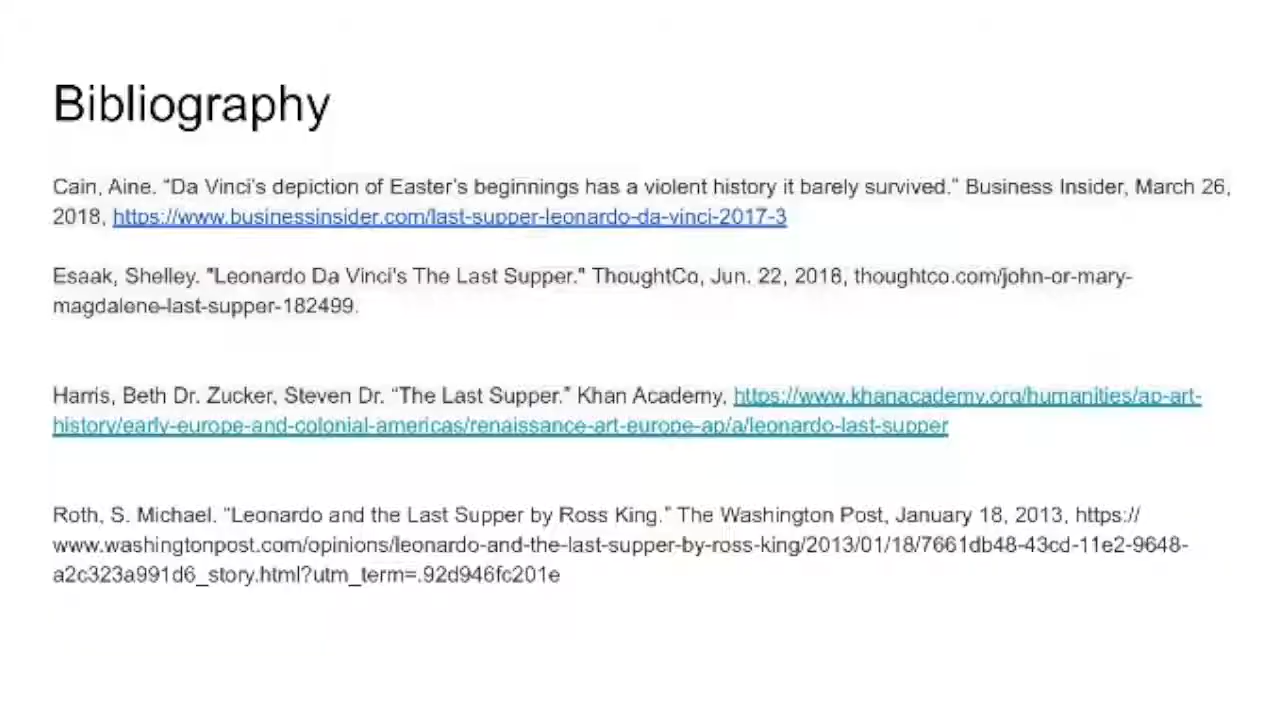 Bibliography
Cain, Aine. “Da Vinci’s depiction of Easter’s beginnings has a violent history it barely survived.” Business Insider, March 26,
2018, https://www.businessinsider.com/last-supper-leonardo-da-vinci-2017-3
Esaak, Shelley. "Leonardo Da Vinci's The Last Supper." ThoughtCo, Jun. 22, 2018, thoughtco.com/john-or-mary-
magdalene-last-supper-182499.
Harris, Beth Dr. Zucker, Steven Dr. “The Last Supper.” Khan Academy, https://www.khanacademy.org/humanities/ap-art-
history/early-europe-and-colonial-americas/renaissance-art-europe-ap/a/leonardo-last-supper
Roth, S. Michael. “Leonardo and the Last Supper by Ross King.” The Washington Post, January 18, 2013, https://
www.washingtonpost.com/opinions/leonardo-and-the-last-supper-by-ross-king/2013/01/18/7661db48-43cd-11e2-9648-
a2c323a991d6_story.html?utm_term=.92d946fc201e